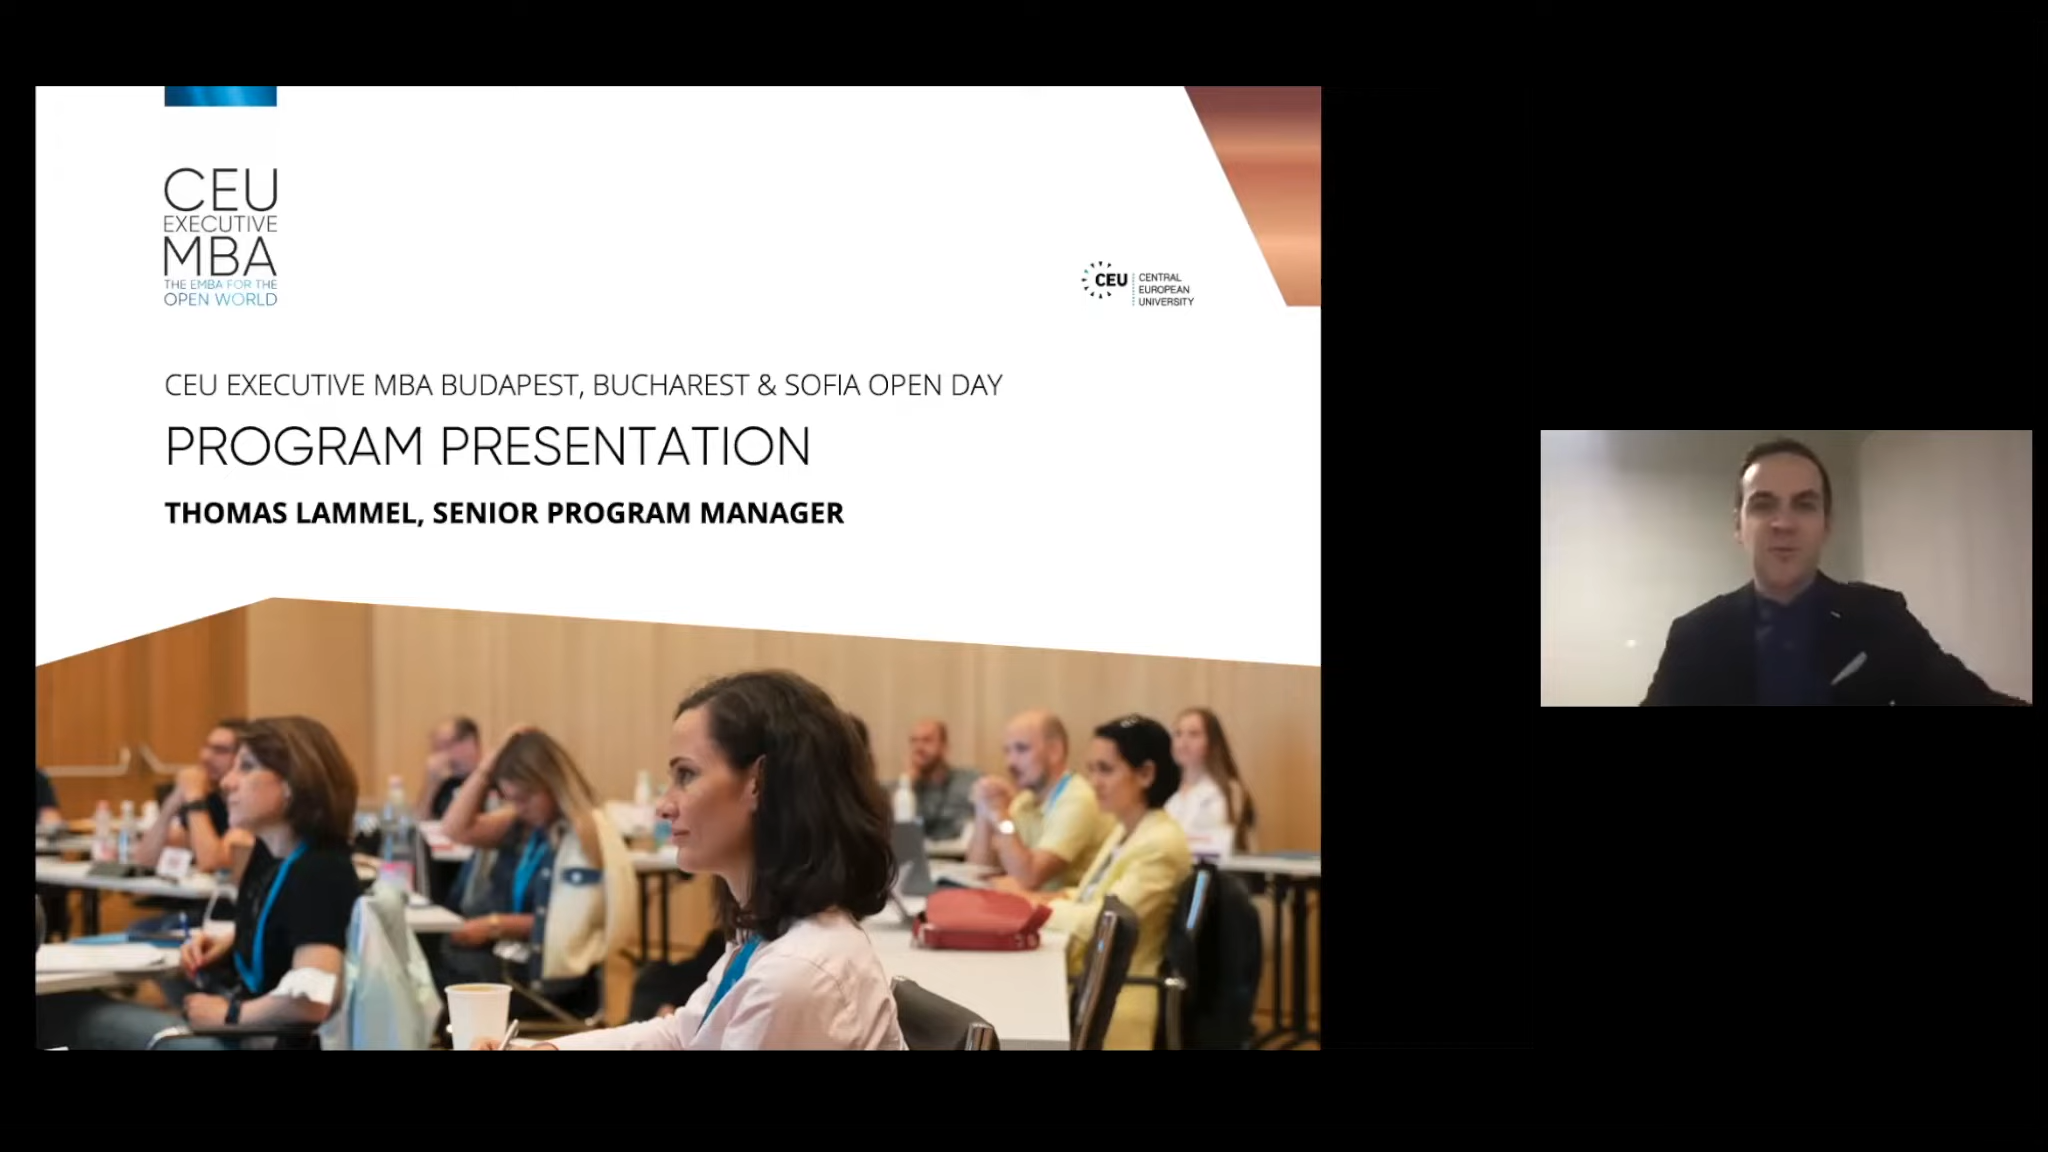 CEU
EXECUTIVE
MBA
THE EMBA FOR THE
OPEN WORLD
CEU
CENTRAL
EUROPEAN
UNIVERSITY
CEU EXECUTIVE MBA BUDAPEST, BUCHAREST & SOFIA OPEN DAY
PROGRAM PRESENTATION
THOMAS LAMMEL, SENIOR PROGRAM MANAGER